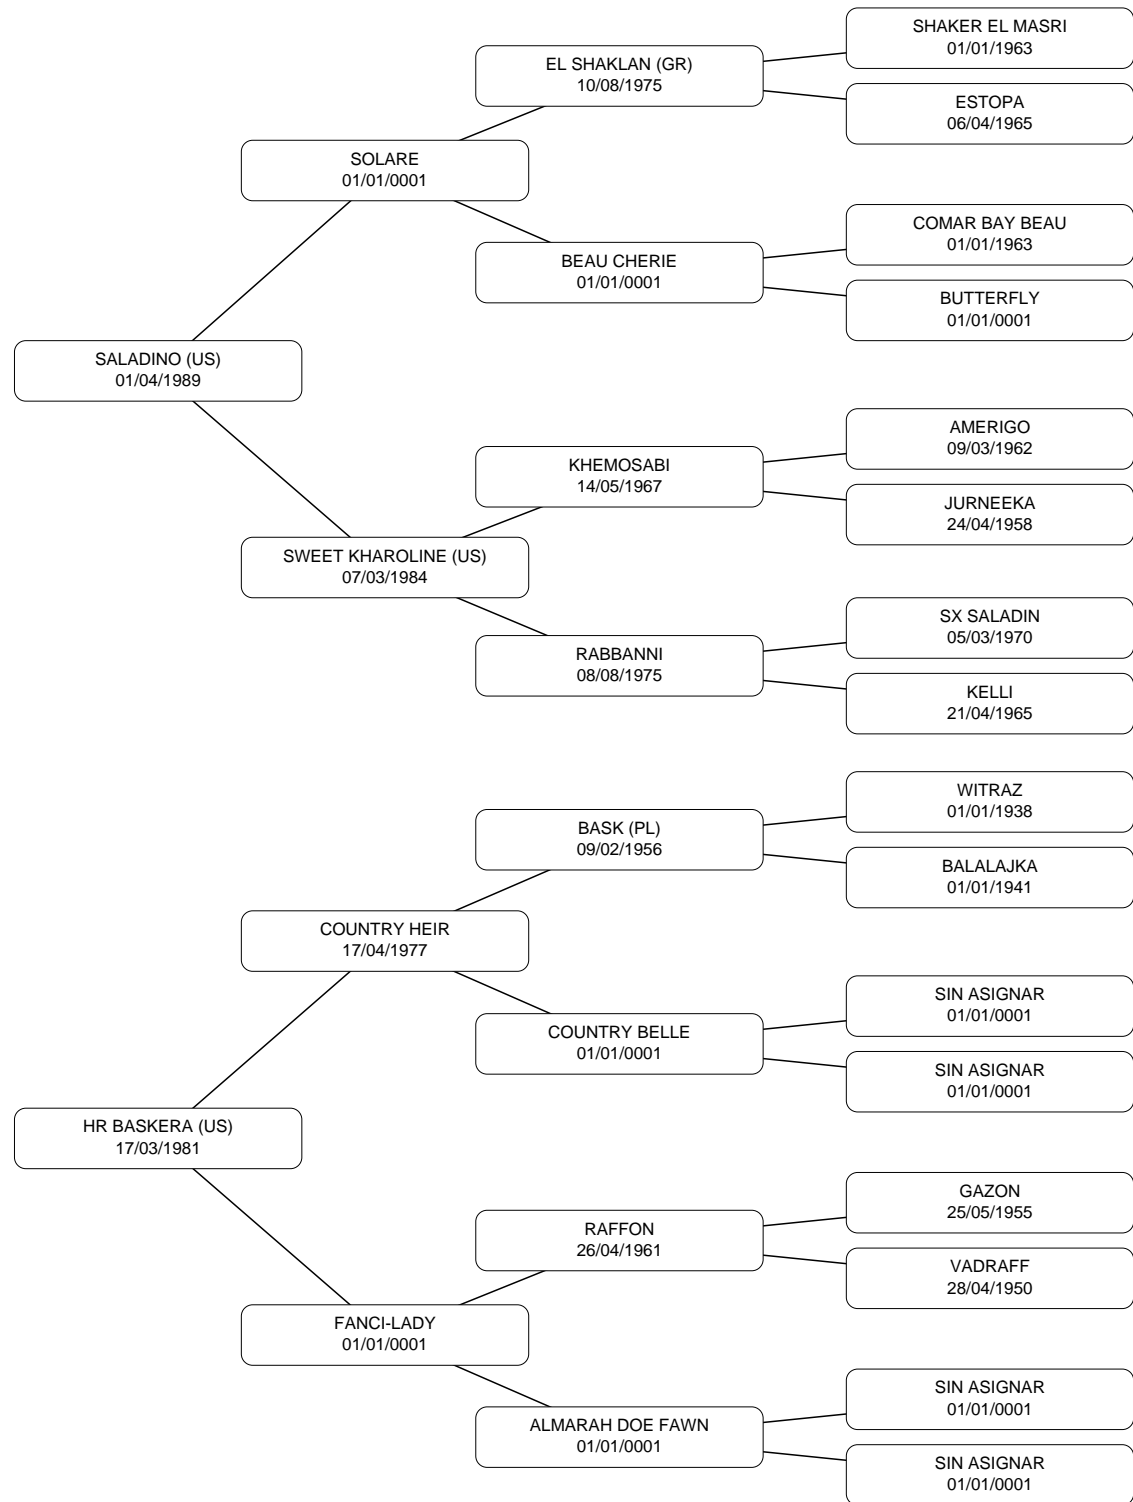 SHAKER EL MASRI
01/01/1963
EL SHAKLAN (GR)
10/08/1975
ESTOPA
06/04/1965
SOLARE
01/01/0001
COMAR BAY BEAU
01/01/1963
BEAU CHERIE
01/01/0001
BUTTERFLY
01/01/0001
SALADINO (US)
01/04/1989
AMERIGO
09/03/1962
KHEMOSABI
14/05/1967
JURNEEKA
24/04/1958
SWEET KHAROLINE (US)
07/03/1984
SX SALADIN
05/03/1970
RABBANNI
08/08/1975
KELLI
21/04/1965
WITRAZ
01/01/1938
BASK (PL)
09/02/1956
BALALAJKA
01/01/1941
COUNTRY HEIR
17/04/1977
SIN ASIGNAR
01/01/0001
COUNTRY BELLE
01/01/0001
SIN ASIGNAR
01/01/0001
HR BASKERA (US)
17/03/1981
GAZON
25/05/1955
RAFFON
26/04/1961
VADRAFF
28/04/1950
FANCI-LADY
01/01/0001
SIN ASIGNAR
01/01/0001
ALMARAH DOE FAWN
01/01/0001
SIN ASIGNAR
01/01/0001